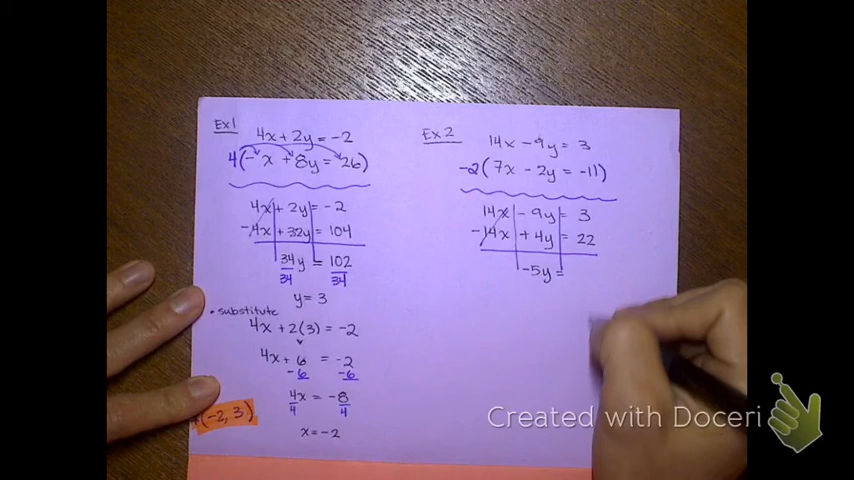 Ex1
4x + 2y = -2
4(-x + 8y = 26)
4x + 2y = -2
-4x + 32y = 104
34y = 102
34 34
y = 3
• substitute
4x + 2(3) = -2
4x + 6 = -2
-6 -6
4x = -8
4 4
x = -2
(-2, 3)
Ex2
14x - 9y = 3
-2(7x - 2y = -11)
14x - 9y = 3
-14x + 4y = 22
-5y =
Created with Doceri